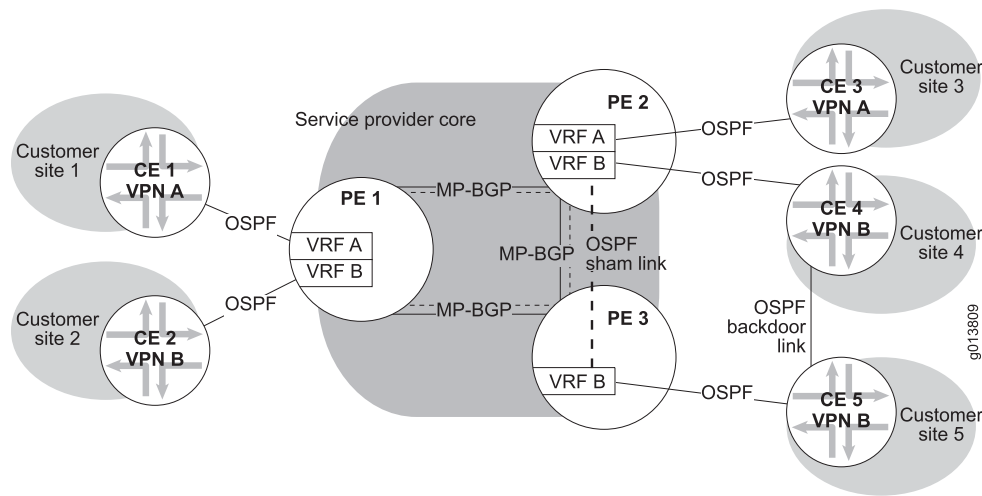 Customer
site 1
CE 1
VPN A
OSPF
Customer
site 2
CE 2
VPN B
OSPF
Service provider core
PE 1
VRF A
VRF B
MP-BGP
MP-BGP
MP-BGP
OSPF
sham link
PE 2
VRF A
VRF B
PE 3
VRF B
OSPF
OSPF
OSPF
CE 3
VPN A
Customer
site 3
CE 4
VPN B
Customer
site 4
OSPF
backdoor
link
CE 5
VPN B
Customer
site 5
g013809